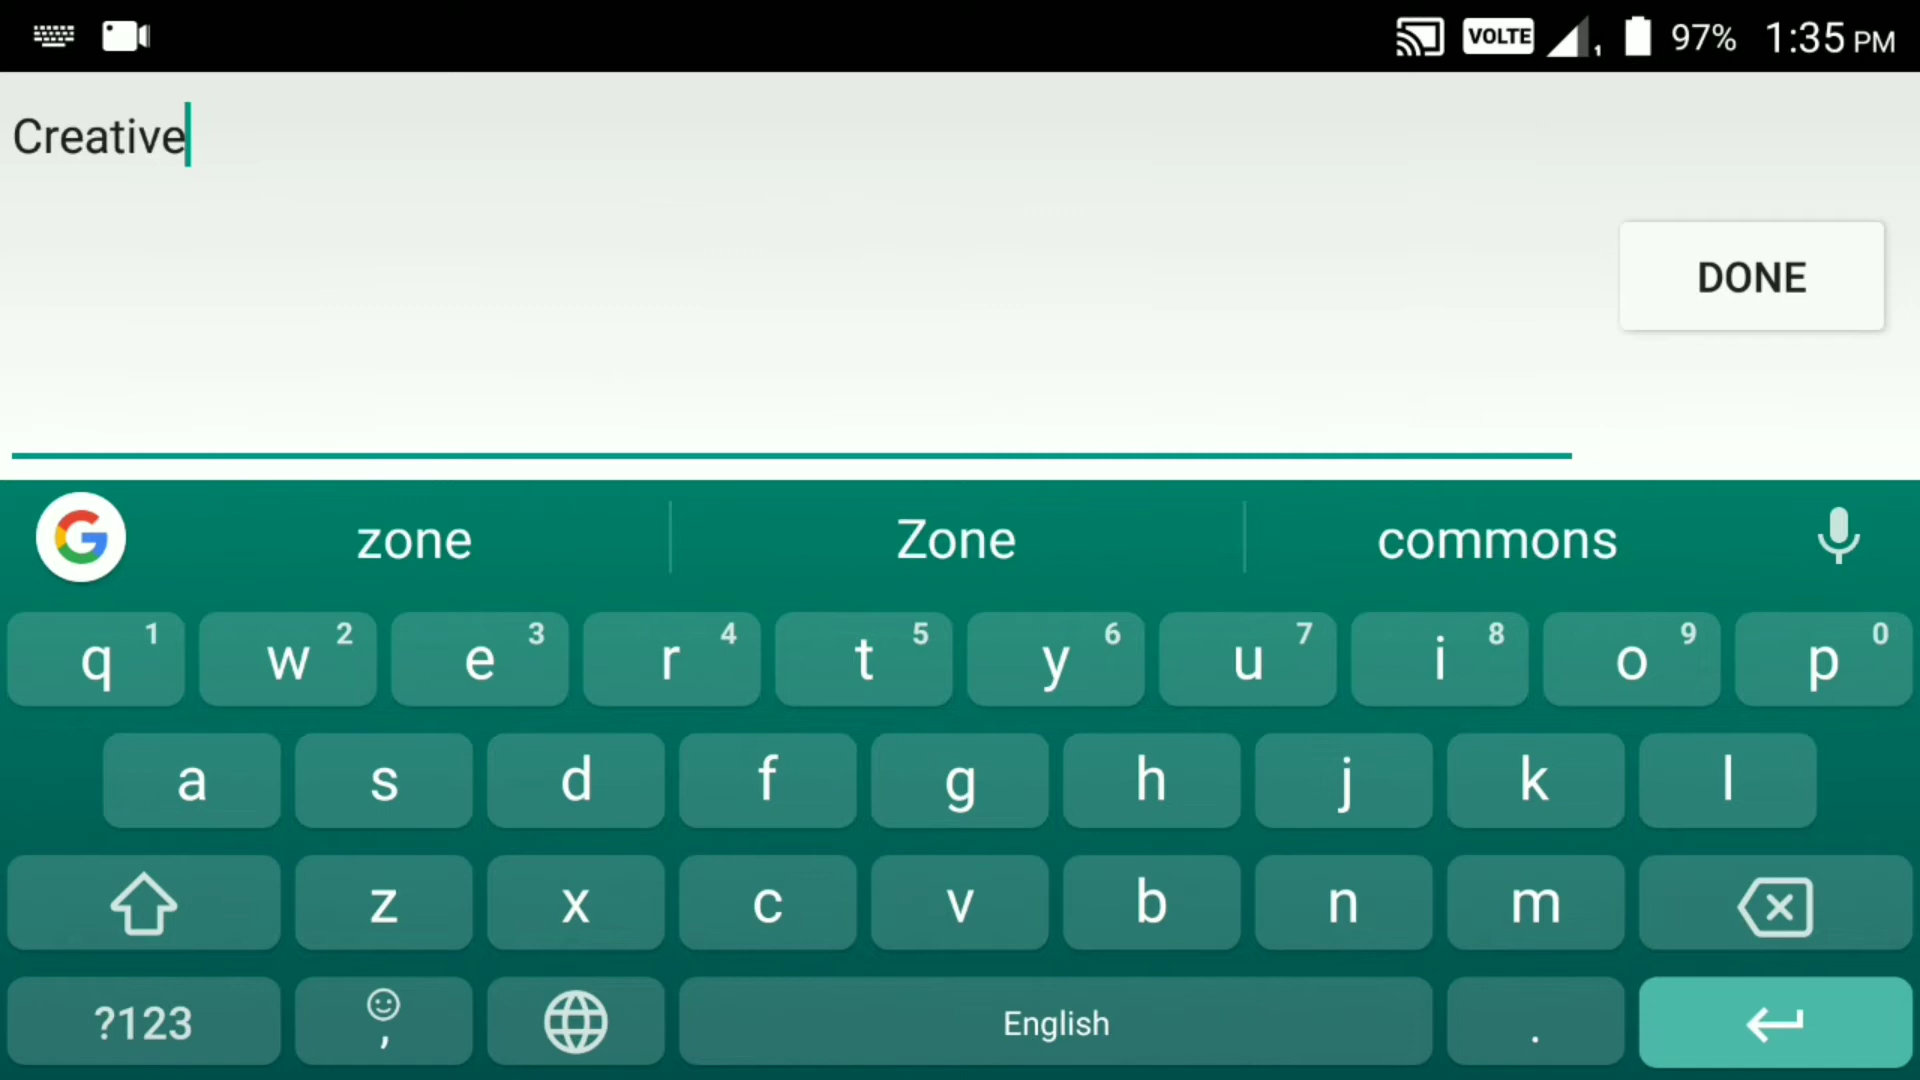 VOLTE 1 97% 1:35 PM
Creative
DONE
zone Zone commons
q 1 w 2 e 3 r 4 t 5 y 6 u 7 i 8 o 9 p 0
a s d f g h j k l
z x c v b n m
?123 , English .